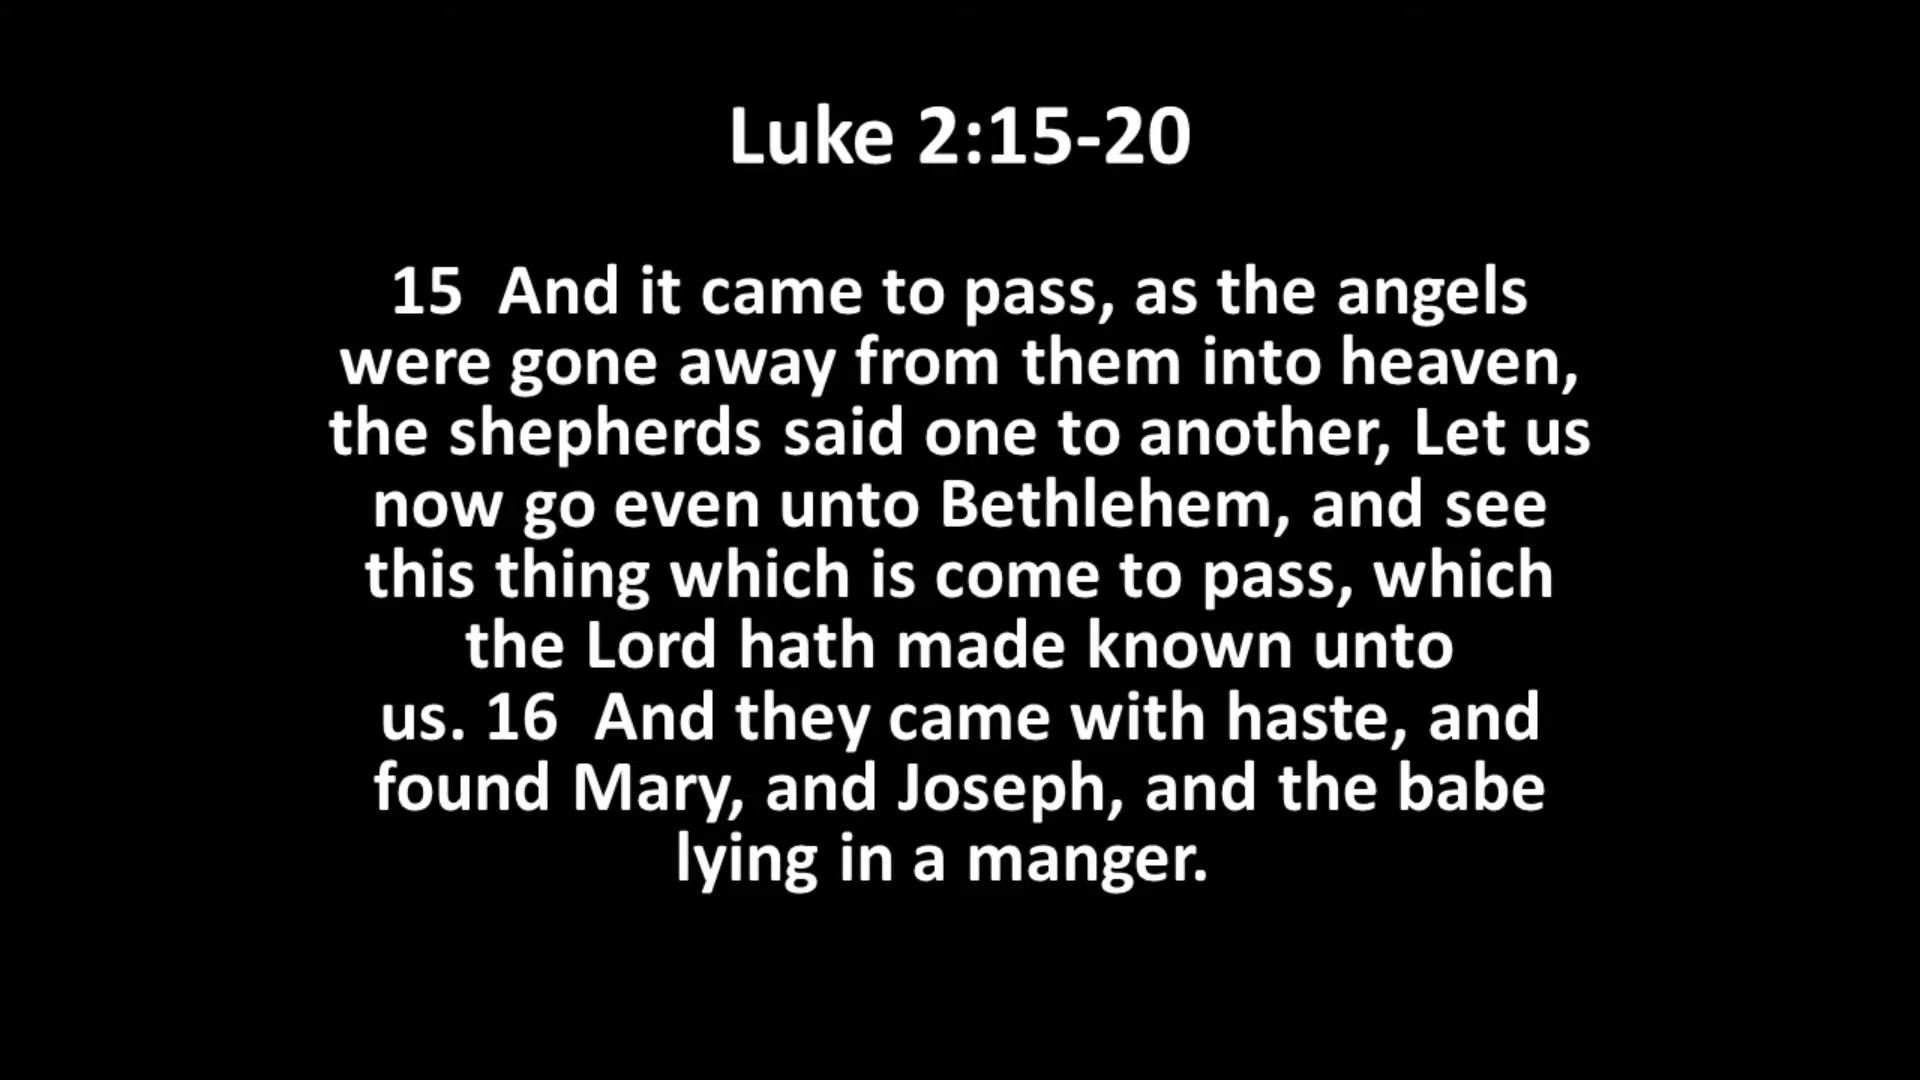 Luke 2:15-20
15  And it came to pass, as the angels
were gone away from them into heaven,
the shepherds said one to another, Let us
now go even unto Bethlehem, and see
this thing which is come to pass, which
the Lord hath made known unto
us. 16  And they came with haste, and
found Mary, and Joseph, and the babe
lying in a manger.